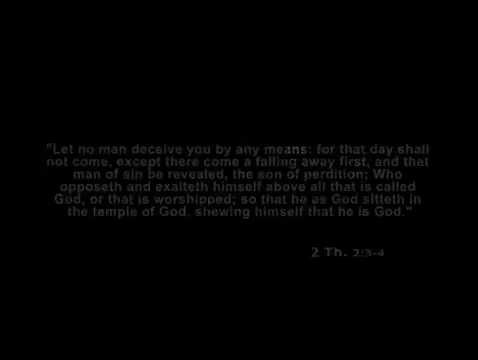 "Let no man deceive you by any means: for that day shall
not come, except there come a falling away first, and that
man of sin be revealed, the son of perdition; Who
opposeth and exalteth himself above all that is called
God, or that is worshipped; so that he as God sitteth in
the temple of God, shewing himself that he is God."
2 Th. 2:3-4